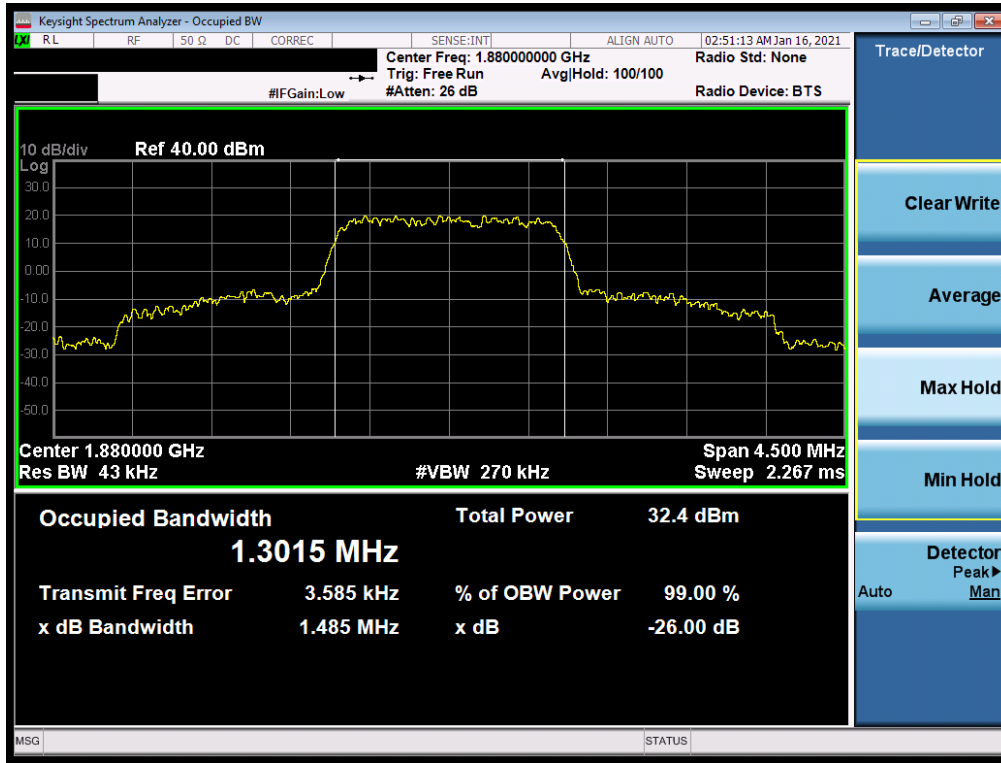 Keysight Spectrum Analyzer - Occupied BW
LXI RL RF 50 Ω DC CORREC SENSE:INT ALIGN AUTO 02:51:13 AM Jan 16, 2021
Center Freq: 1.880000000 GHz Radio Std: None
Trig: Free Run Avg|Hold: 100/100
#IFGain:Low #Atten: 26 dB Radio Device: BTS
Trace/Detector
10 dB/div Ref 40.00 dBm
Log
30.0
20.0
10.0
0.00
-10.0
-20.0
-30.0
-40.0
-50.0
Center 1.880000 GHz Span 4.500 MHz
Res BW 43 kHz #VBW 270 kHz Sweep 2.267 ms
Occupied Bandwidth Total Power 32.4 dBm
1.3015 MHz
Transmit Freq Error 3.585 kHz % of OBW Power 99.00 %
x dB Bandwidth 1.485 MHz x dB -26.00 dB
Clear Write
Average
Max Hold
Min Hold
Detector
Peak▶
Auto Man
MSG STATUS